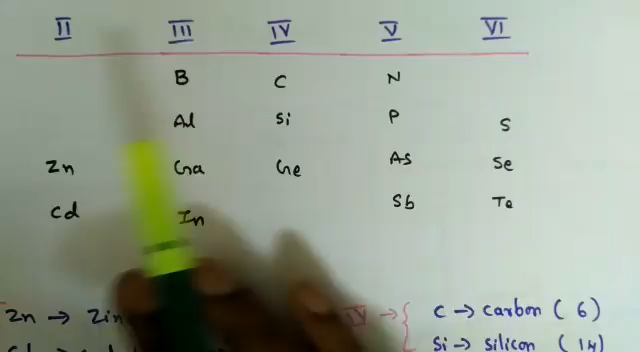 II III IV V VI
B C N
Al Si P S
Zn Ga Ge As Se
Cd In Sb Te
Zn → Zin IV → { C → carbon (6)
Si → silicon (14